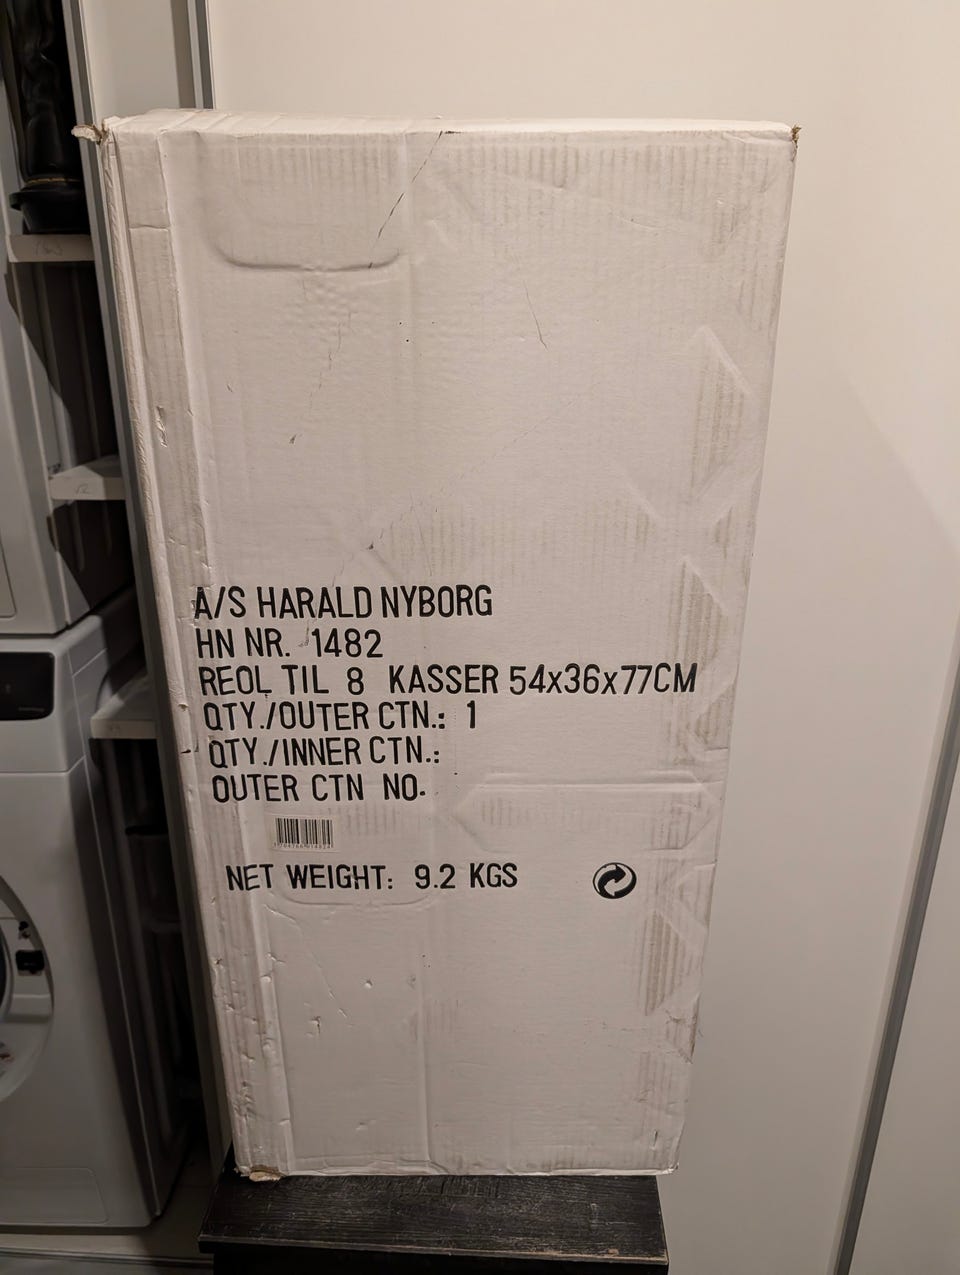 A/S HARALD NYBORG
HN NR. 1482
REOL TIL 8 KASSER 54x36x77CM
QTY./OUTER CTN.: 1
QTY./INNER CTN.:
OUTER CTN NO.
NET WEIGHT: 9.2 KGS